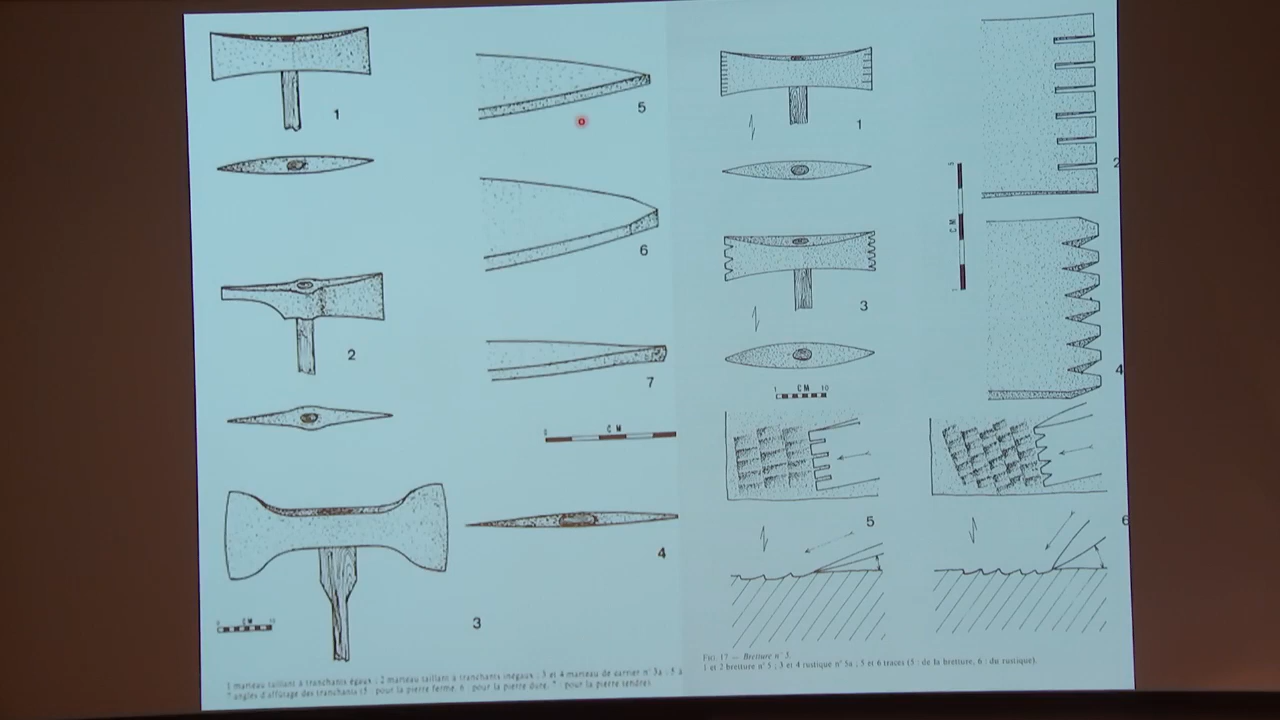 1
2
3
4
5
6
7
CM
CM
1 marteau taillant à tranchants égaux ; 2 marteau taillant à tranchants inégaux ; 3 et 4 marteau de carrier n° 3a ; 5 à
7 angles d'affûtage des tranchants (5 : pour la pierre ferme, 6 : pour la pierre dure, 7 : pour la pierre tendre).
1
2
3
4
5
6
1 CM 10
CM
FIG. 17 — Bretture n° 5.
1 et 2 bretture n° 5 ; 3 et 4 rustique n° 5a ; 5 et 6 traces (5 : de la bretture, 6 : du rustique).